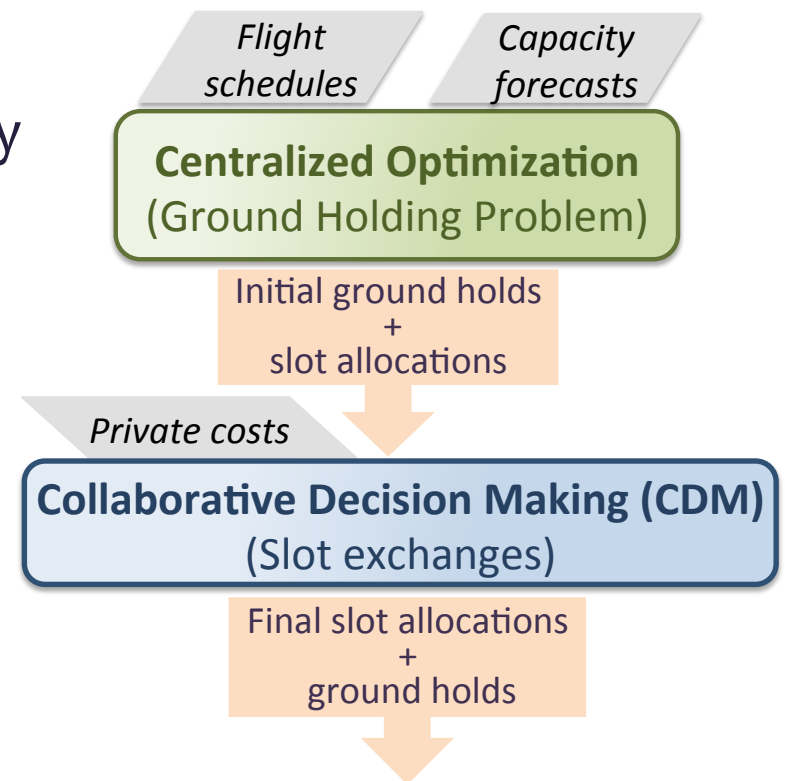 Flight
schedules
Capacity
forecasts
y
Centralized Optimization
(Ground Holding Problem)
Initial ground holds
+
slot allocations
Private costs
Collaborative Decision Making (CDM)
(Slot exchanges)
Final slot allocations
+
ground holds